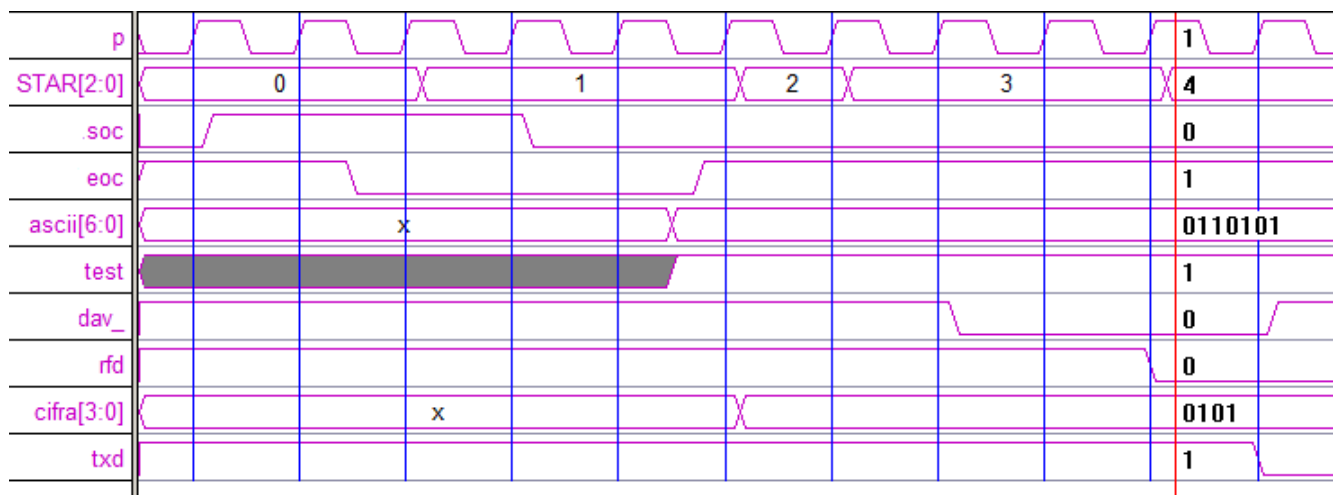 p 1
STAR[2:0] 0 1 2 3 4
.soc 0
eoc 1
ascii[6:0] x 0110101
test 1
dav_ 0
rfd 0
cifra[3:0] x 0101
txd 1